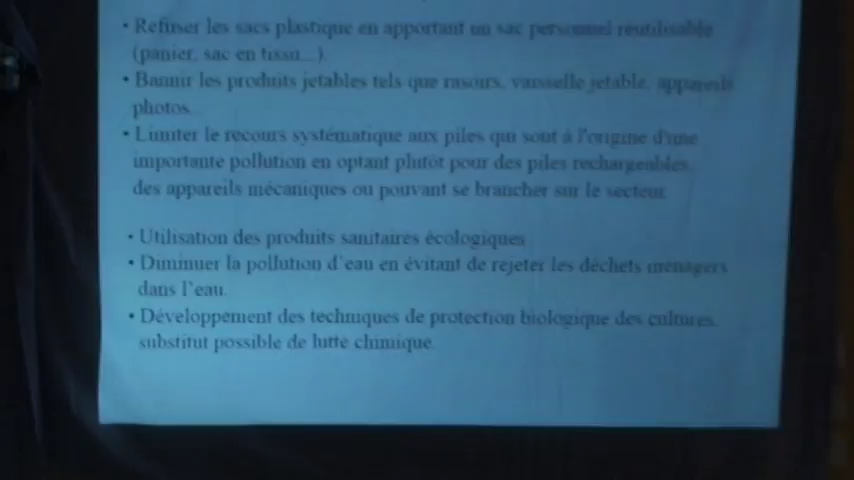 • Refuser les sacs plastique en apportant un sac personnel réutilisable
(panier, sac en tissu...).
• Bannir les produits jetables tels que rasoirs, vaisselle jetable, appareils
photos...
• Limiter le recours systématique aux piles qui sont à l'origine d'une
importante pollution en optant plutôt pour des piles rechargeables,
des appareils mécaniques ou pouvant se brancher sur le secteur.
• Utilisation des produits sanitaires écologiques
• Diminuer la pollution d'eau en évitant de rejeter les déchets ménagers
dans l'eau.
• Développement des techniques de protection biologique des cultures,
substitut possible de lutte chimique.